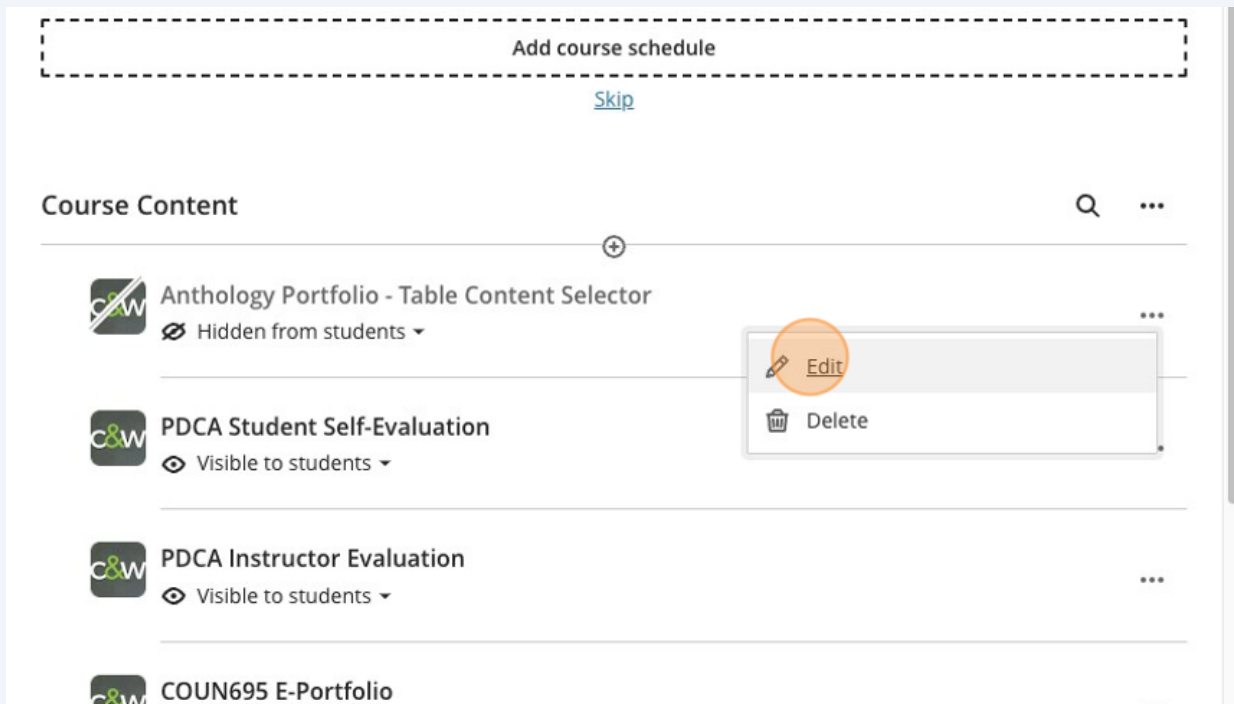 Add course schedule
Skip
Course Content
C&W
Anthology Portfolio - Table Content Selector
Hidden from students
Edit
Delete
C&W
PDCA Student Self-Evaluation
Visible to students
C&W
PDCA Instructor Evaluation
Visible to students
C&W
COUN695 E-Portfolio